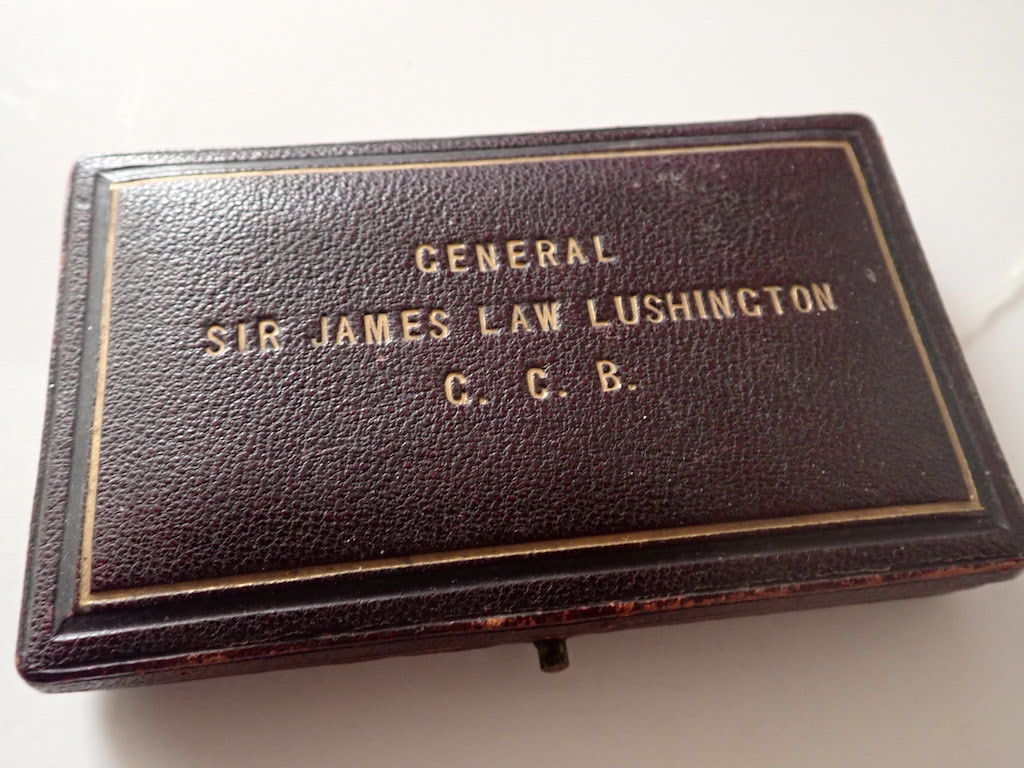 GENERAL
SIR JAMES LAW LUSHINGTON
G. C. B.